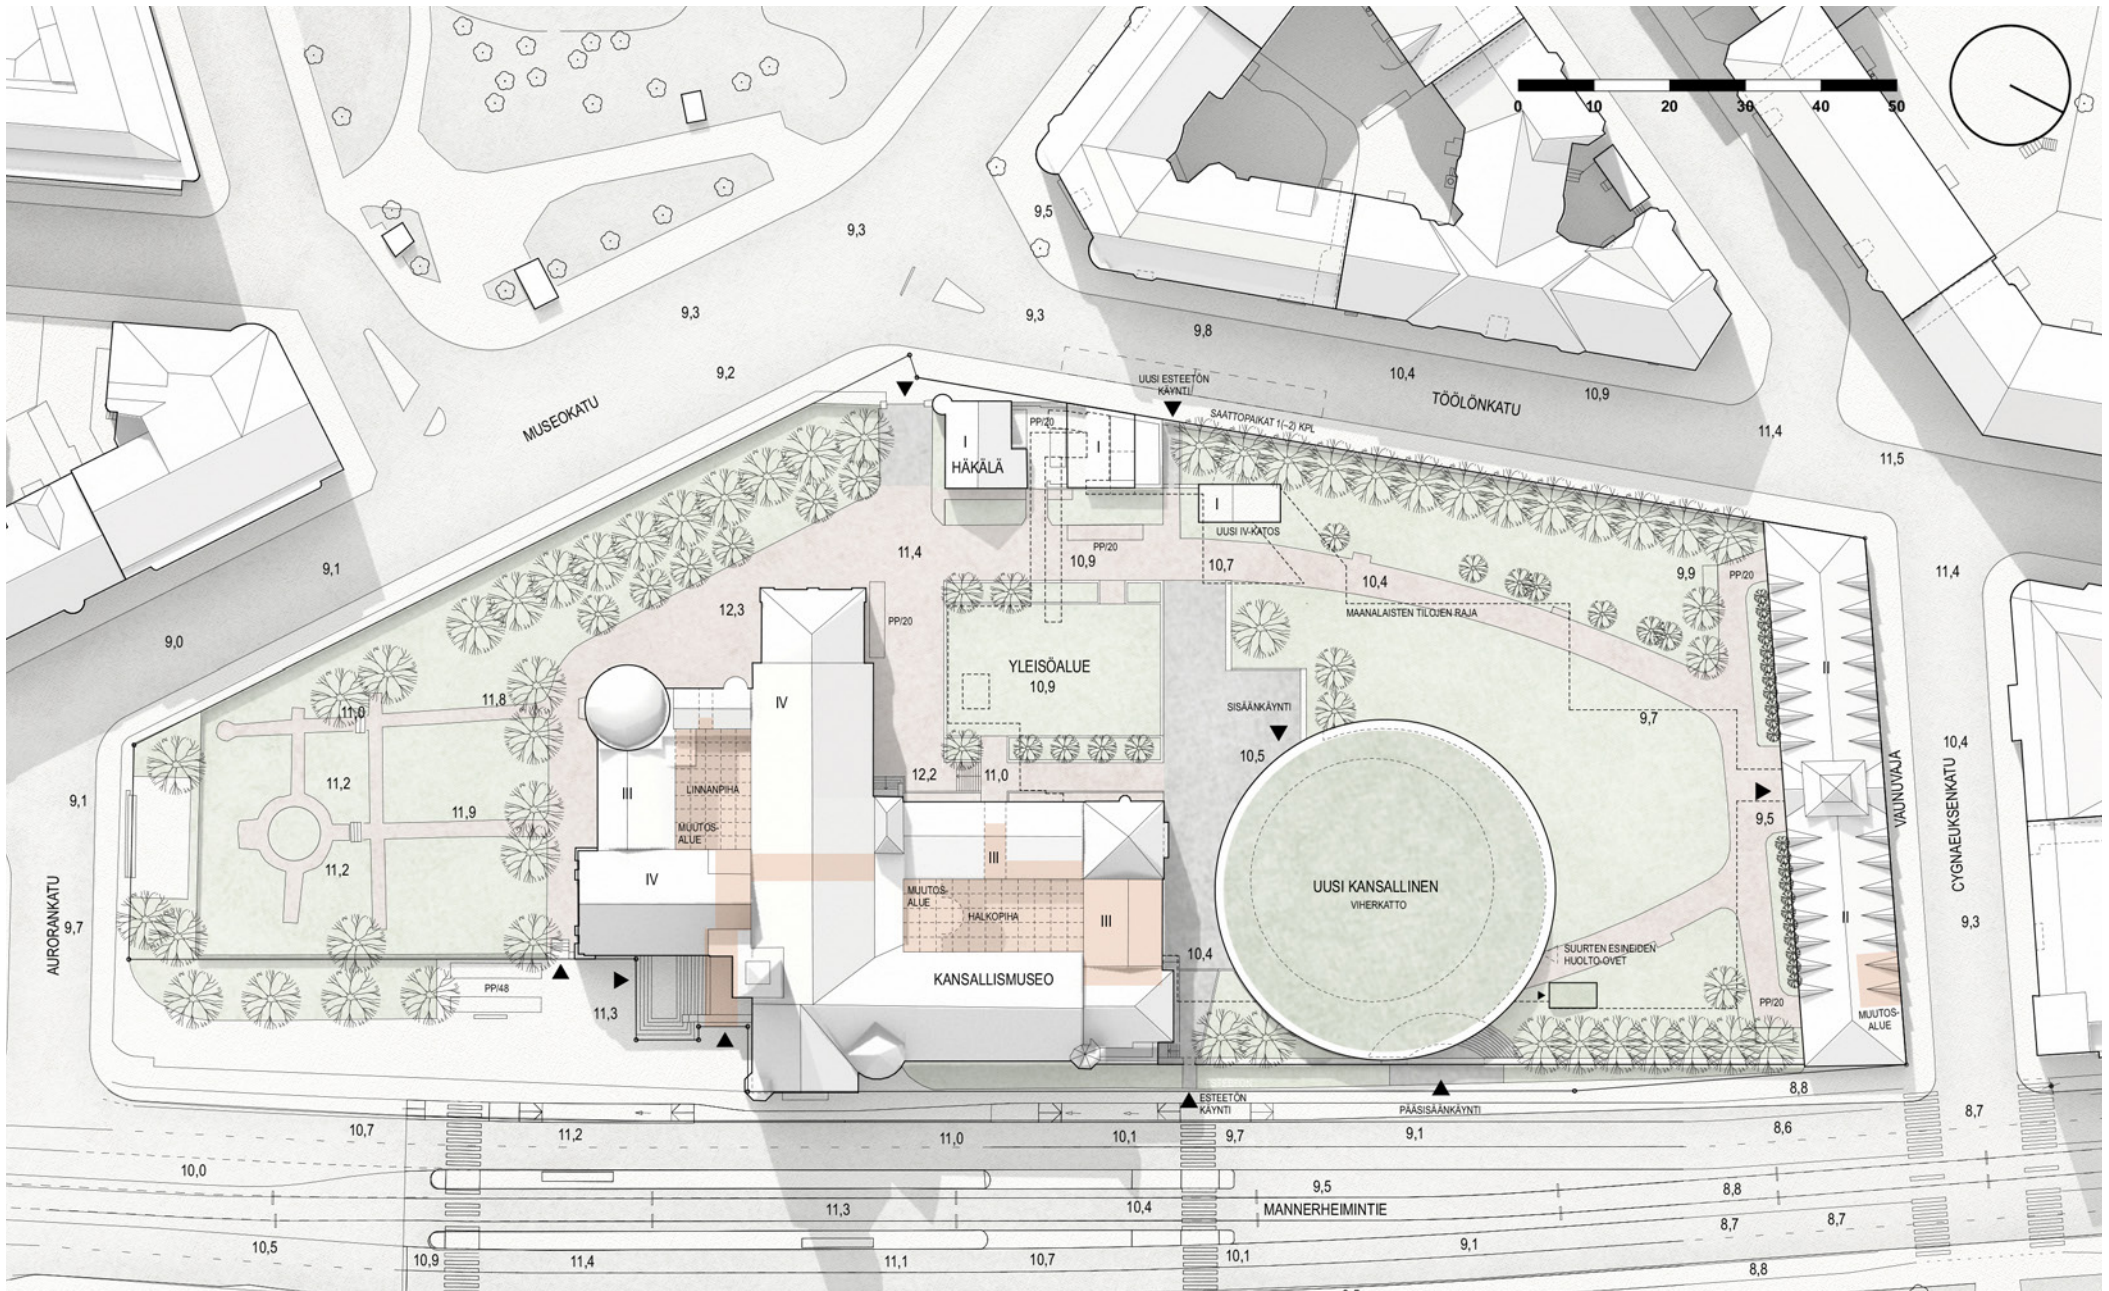 0 10 20 30 40 50
9,5
9,3
9,3
9,3
9,8
9,2
10,4
10,9
TÖÖLÖNKATU
UUSI ESTEETÖN
KÄYNTI
SAATTOPAIKAT 1(–2) KPL
MUSEOKATU
11,4
11,5
PP/20
I
I
HÄKÄLÄ
I
UUSI IV-KATOS
PP/20
11,4
10,9
10,7
10,4
9,9
PP/20
11,4
9,1
12,3
PP/20
MAANALAISTEN TILOJEN RAJA
9,0
YLEISÖALUE
10,9
II
11,8
11,0
IV
SISÄÄNKÄYNTI
9,7
10,5
10,4
11,2
12,2
11,0
9,1
III
LINNANPIHA
11,9
MUUTOS-
ALUE
9,5
VAUNUVAJA
CYGNAEUKSENKATU
11,2
IV
III
MUUTOS-
ALUE
HALKOPIHA
III
UUSI KANSALLINEN
VIHERKATTO
II
AURORANKATU
9,7
9,3
10,4
SUURTEN ESINEIDEN
HUOLTO-OVET
KANSALLISMUSEO
PP/48
11,3
PP/20
MUUTOS-
ALUE
8,8
ESTEETÖN
KÄYNTI
PÄÄSISÄÄNKÄYNTI
8,7
10,7
11,2
11,0
10,1
9,7
9,1
8,6
10,0
9,5
8,8
11,3
10,4
MANNERHEIMINTIE
8,7
8,7
10,5
10,9
11,4
11,1
10,7
10,1
9,1
8,8